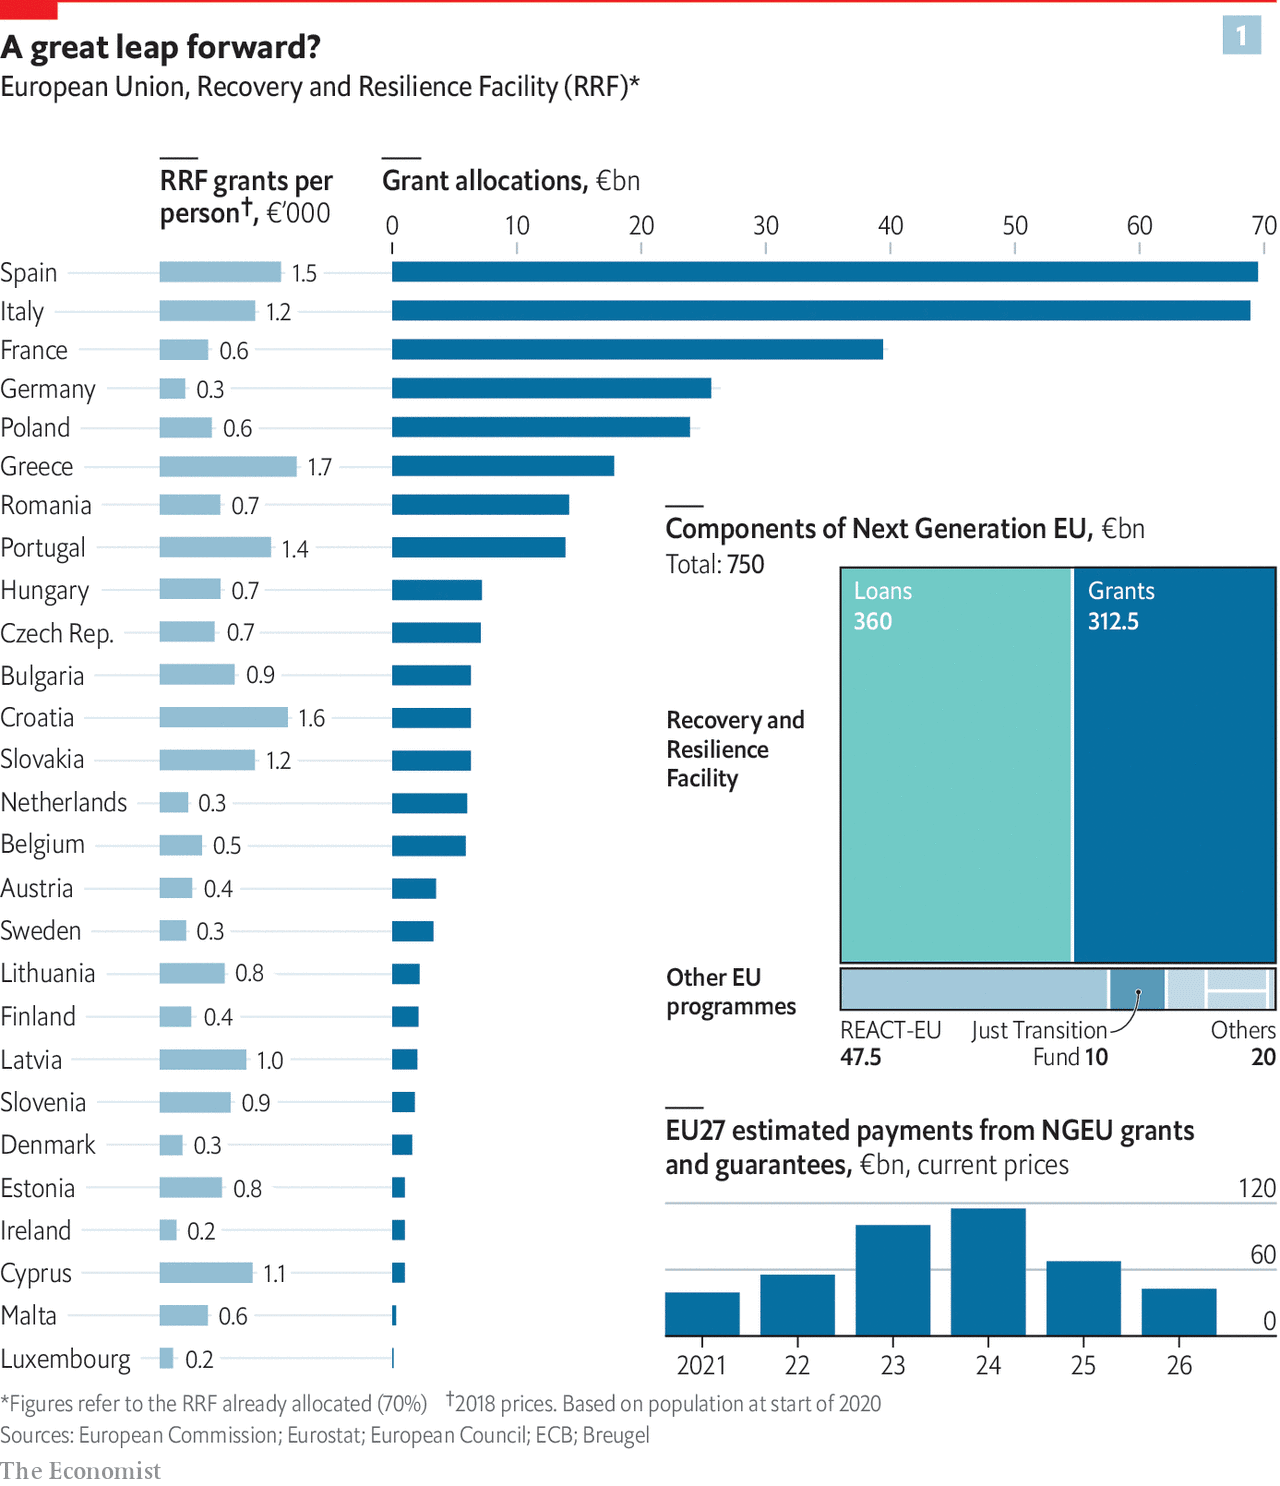 1
A great leap forward?
European Union, Recovery and Resilience Facility (RRF)*
RRF grants per
person†, €’000
Grant allocations, €bn
0 10 20 30 40 50 60 70
Spain 1.5
Italy 1.2
France 0.6
Germany 0.3
Poland 0.6
Greece 1.7
Romania 0.7
Portugal 1.4
Hungary 0.7
Czech Rep. 0.7
Bulgaria 0.9
Croatia 1.6
Slovakia 1.2
Netherlands 0.3
Belgium 0.5
Austria 0.4
Sweden 0.3
Lithuania 0.8
Finland 0.4
Latvia 1.0
Slovenia 0.9
Denmark 0.3
Estonia 0.8
Ireland 0.2
Cyprus 1.1
Malta 0.6
Luxembourg 0.2
Components of Next Generation EU, €bn
Total: 750
Loans
360
Grants
312.5
Recovery and
Resilience
Facility
Other EU
programmes
REACT-EU
47.5
Just Transition
Fund 10
Others
20
EU27 estimated payments from NGEU grants
and guarantees, €bn, current prices
120
60
0
2021 22 23 24 25 26
*Figures refer to the RRF already allocated (70%) †2018 prices. Based on population at start of 2020
Sources: European Commission; Eurostat; European Council; ECB; Breugel
The Economist